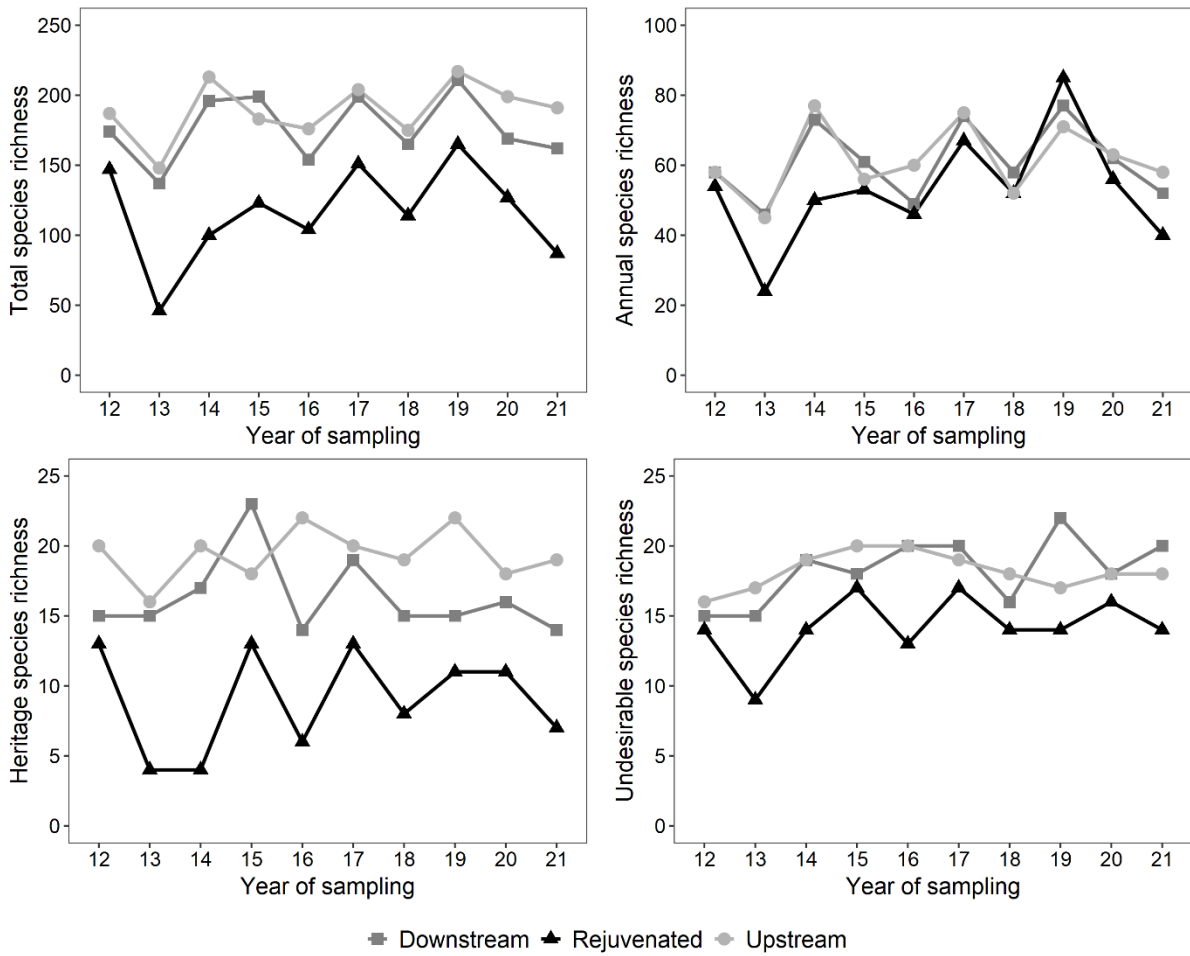 Total species richness
250
200
150
100
50
0
12 13 14 15 16 17 18 19 20 21
Year of sampling
Annual species richness
100
80
60
40
20
0
12 13 14 15 16 17 18 19 20 21
Year of sampling
Heritage species richness
25
20
15
10
5
0
12 13 14 15 16 17 18 19 20 21
Year of sampling
Undesirable species richness
25
20
15
10
5
0
12 13 14 15 16 17 18 19 20 21
Year of sampling
Downstream Rejuvenated Upstream